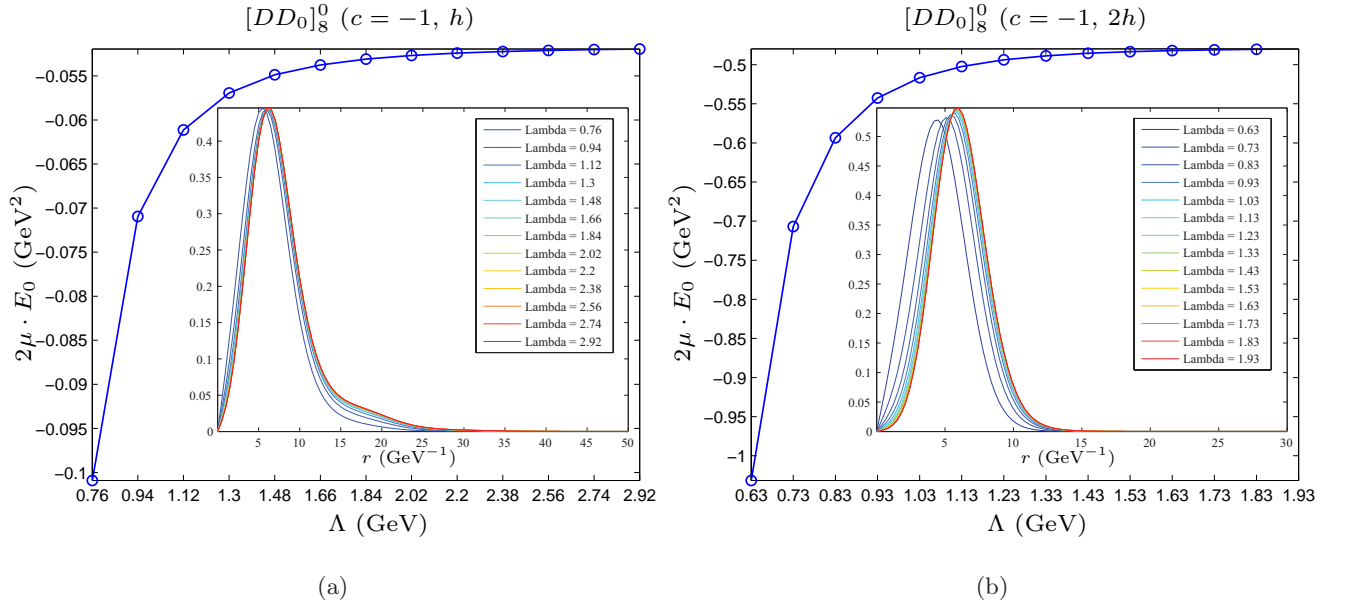 [DD₀]⁰₈ (c = −1, h)
2μ · E₀ (GeV²)
−0.055
−0.06
−0.065
−0.07
−0.075
−0.08
−0.085
−0.09
−0.095
−0.1
0.4
0.3
0.25
0.2
0.15
0.1
0.05
0
5 10 15 20 25 30 35 40 45 50
r (GeV⁻¹)
Lambda = 0.76
Lambda = 0.94
Lambda = 1.12
Lambda = 1.3
Lambda = 1.48
Lambda = 1.66
Lambda = 1.84
Lambda = 2.02
Lambda = 2.2
Lambda = 2.38
Lambda = 2.56
Lambda = 2.74
Lambda = 2.92
0.76 0.94 1.12 1.3 1.48 1.66 1.84 2.02 2.2 2.38 2.56 2.74 2.92
Λ (GeV)
(a)
[DD₀]⁰₈ (c = −1, 2h)
2μ · E₀ (GeV²)
−0.5
−0.55
−0.6
−0.65
−0.7
−0.75
−0.8
−0.85
−0.9
−0.95
−1
0.5
0.45
0.4
0.35
0.3
0.25
0.2
0.15
0.1
0.05
0
5 10 15 20 25 30
r (GeV⁻¹)
Lambda = 0.63
Lambda = 0.73
Lambda = 0.83
Lambda = 0.93
Lambda = 1.03
Lambda = 1.13
Lambda = 1.23
Lambda = 1.33
Lambda = 1.43
Lambda = 1.53
Lambda = 1.63
Lambda = 1.73
Lambda = 1.83
Lambda = 1.93
0.63 0.73 0.83 0.93 1.03 1.13 1.23 1.33 1.43 1.53 1.63 1.73 1.83 1.93
Λ (GeV)
(b)